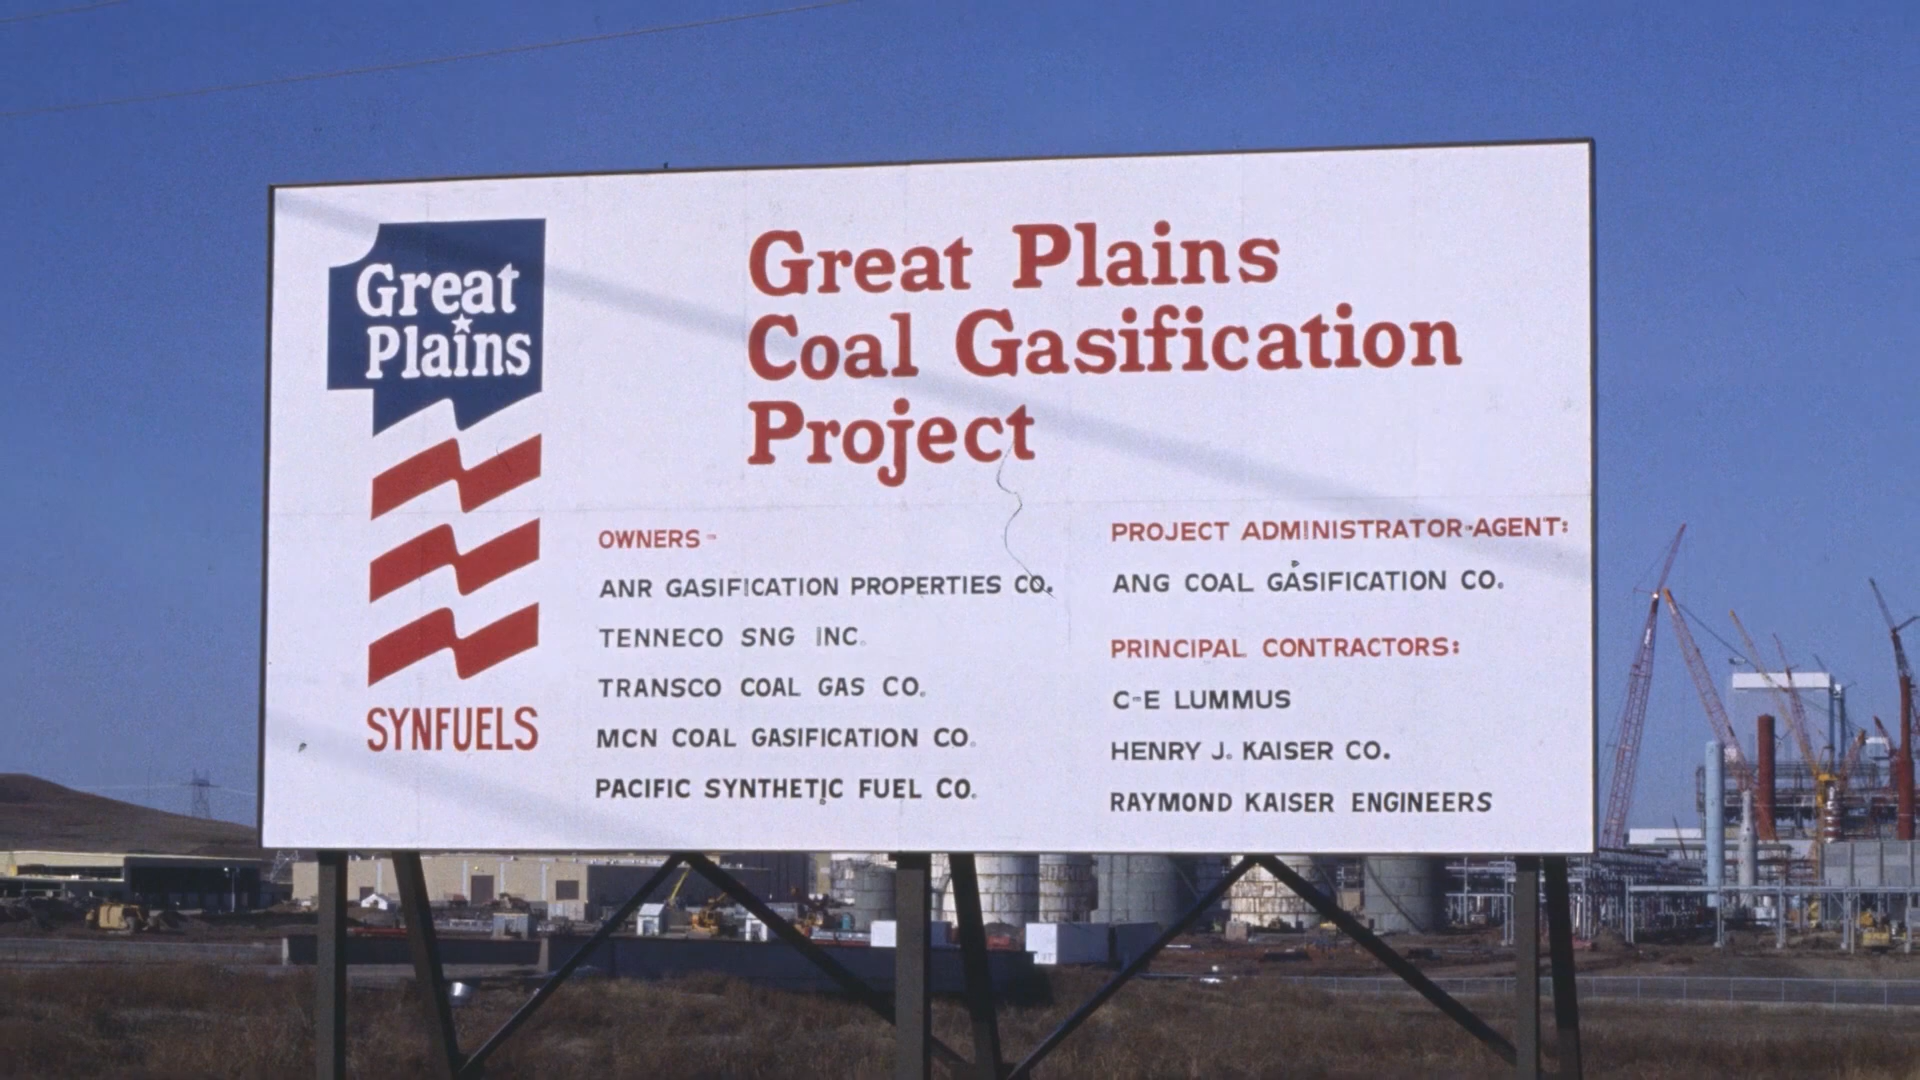 Great
Plains
SYNFUELS
Great Plains
Coal Gasification
Project
OWNERS -
ANR GASIFICATION PROPERTIES CO.
TENNECO SNG INC.
TRANSCO COAL GAS CO.
MCN COAL GASIFICATION CO.
PACIFIC SYNTHETIC FUEL CO.
PROJECT ADMINISTRATOR-AGENT:
ANG COAL GASIFICATION CO.
PRINCIPAL CONTRACTORS:
C-E LUMMUS
HENRY J. KAISER CO.
RAYMOND KAISER ENGINEERS